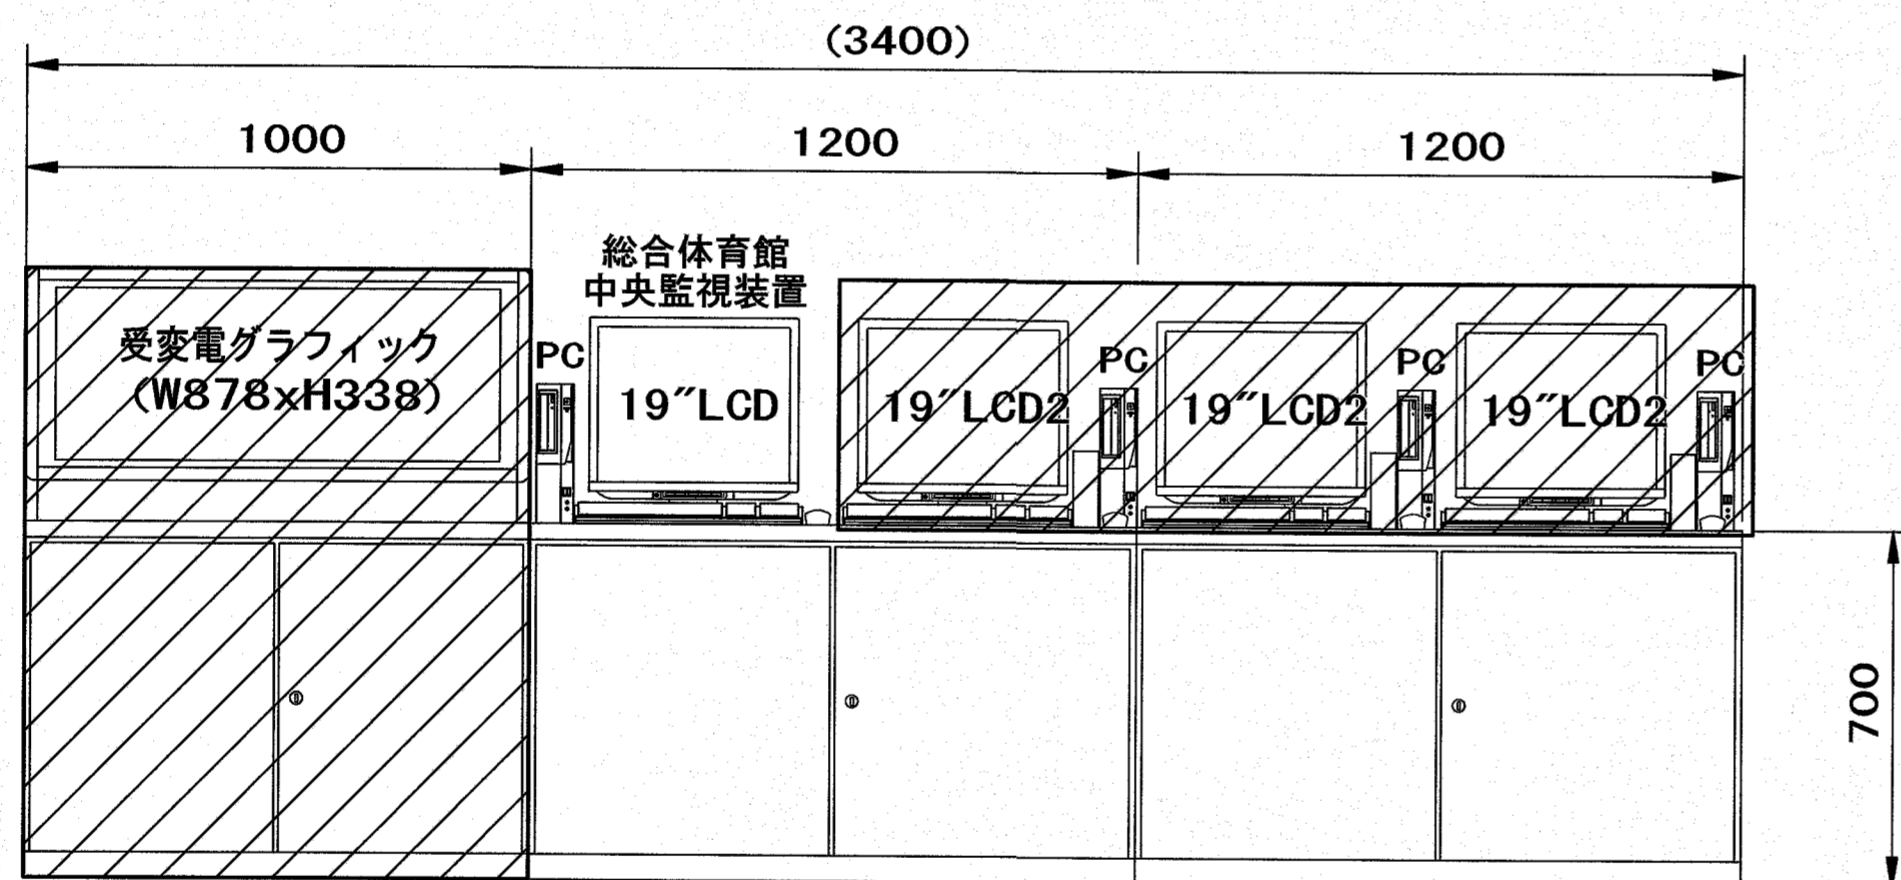 (3400)
1000
1200
1200
総合体育館
中央監視装置
受変電グラフィック
(W878xH338)
PC
19″LCD
19″LCD2
PC
19″LCD2
PC
19″LCD2
PC
700